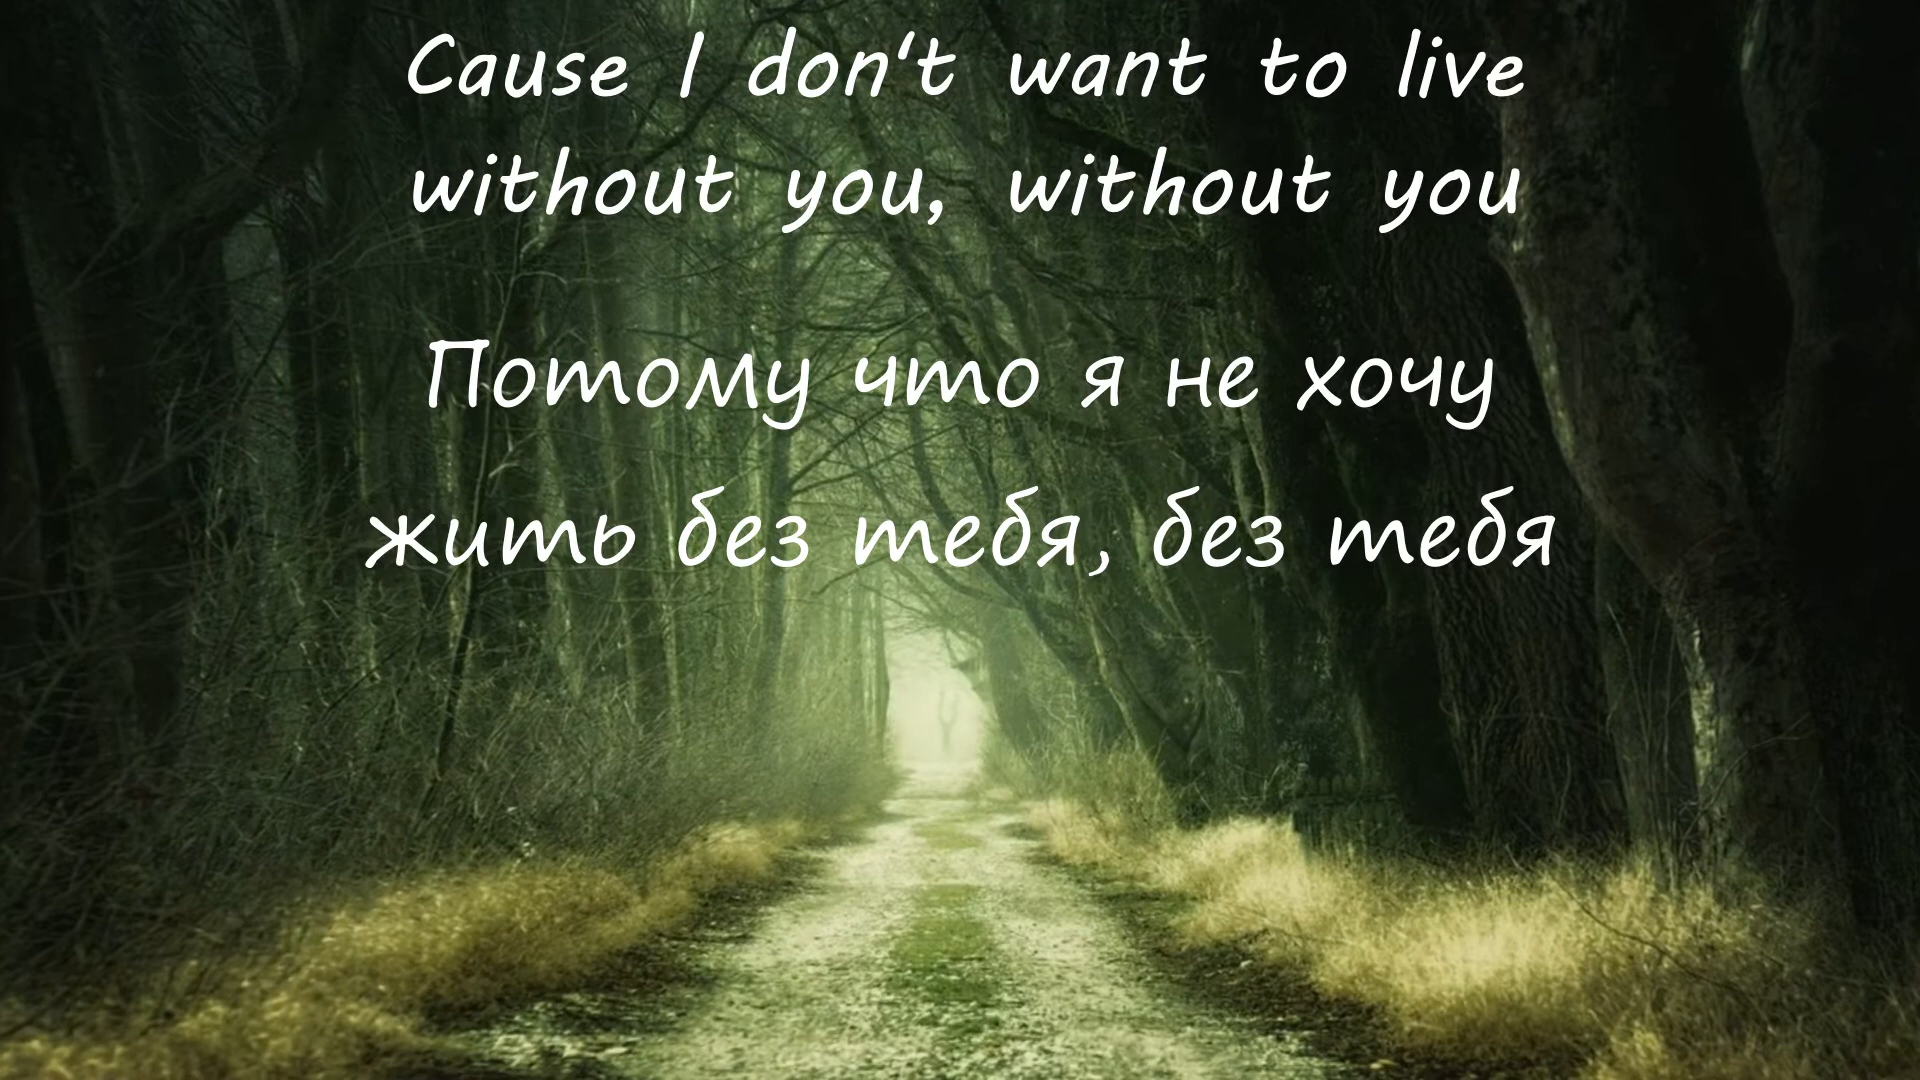 Cause I don‘t want to live
without you, without you
Потому что я не хочу
жить без тебя, без тебя